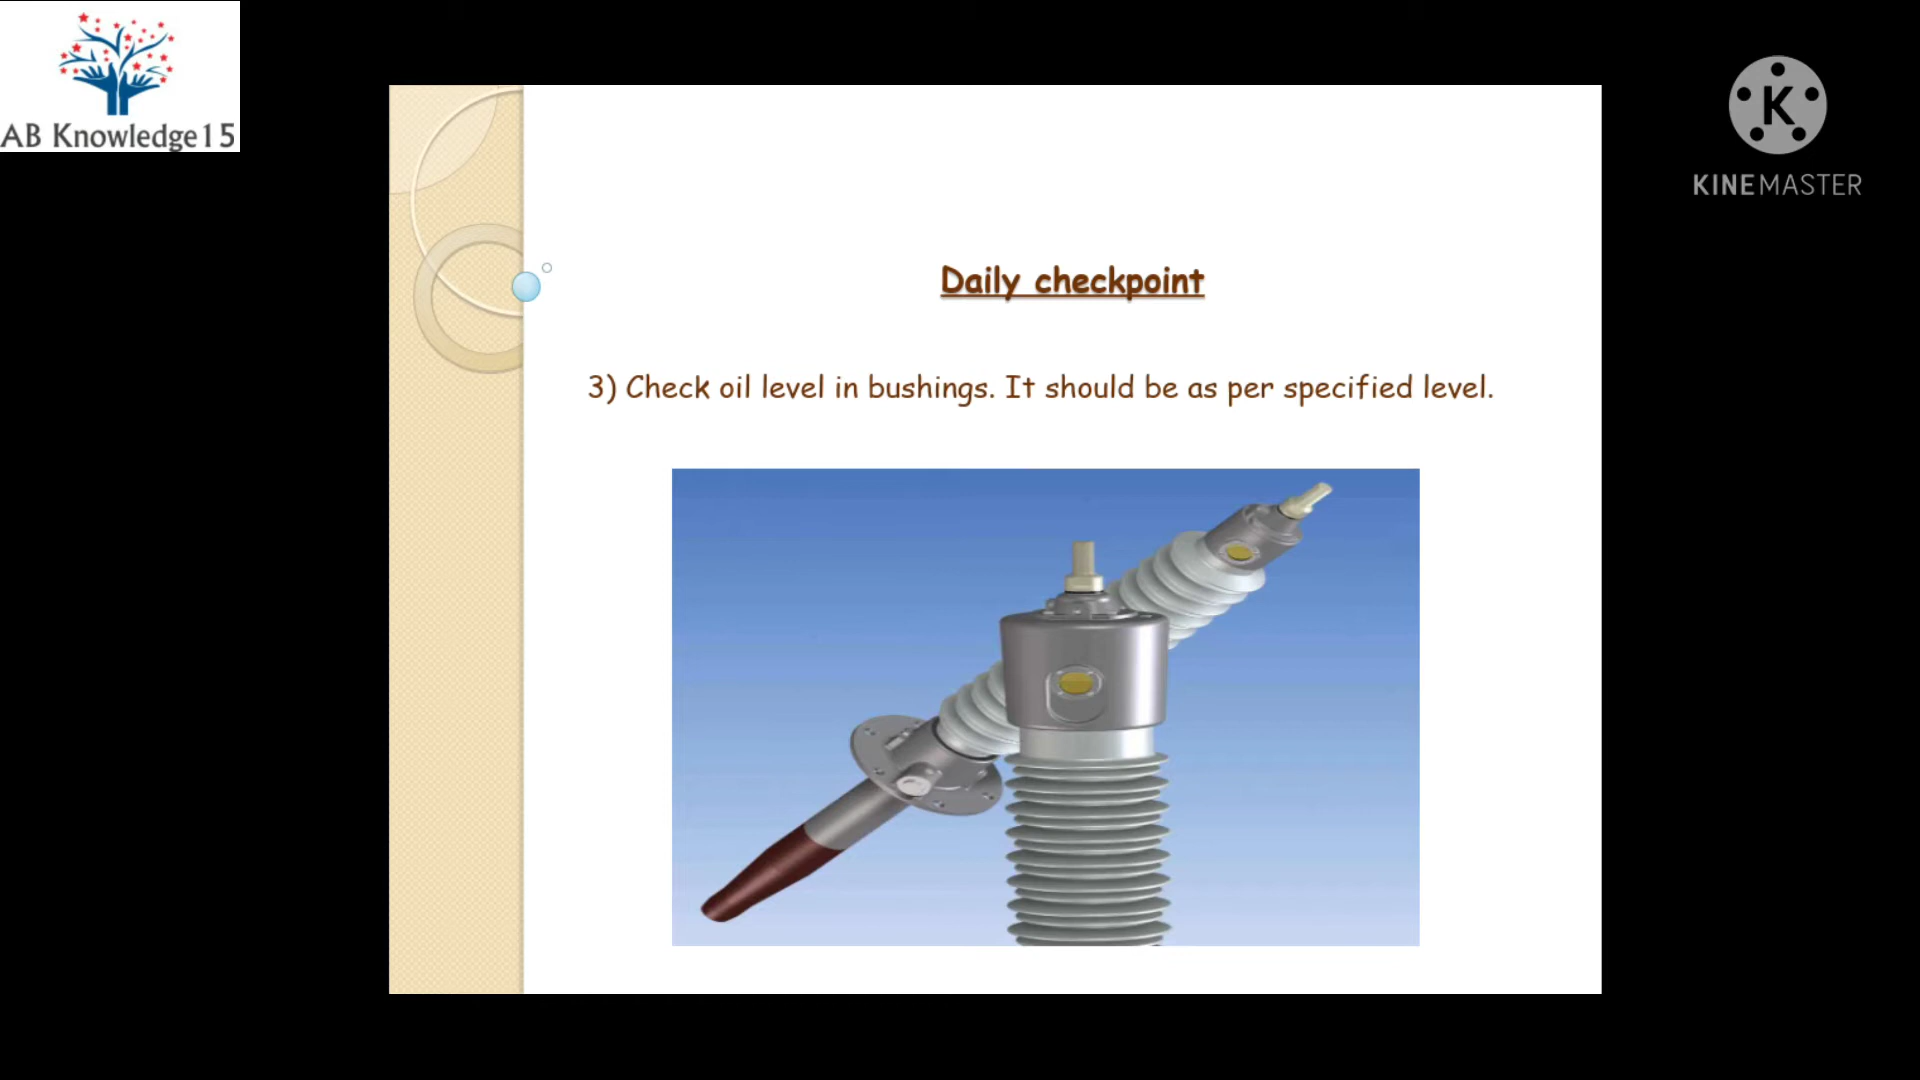 AB Knowledge15
K
KINEMASTER
Daily checkpoint
3) Check oil level in bushings. It should be as per specified level.